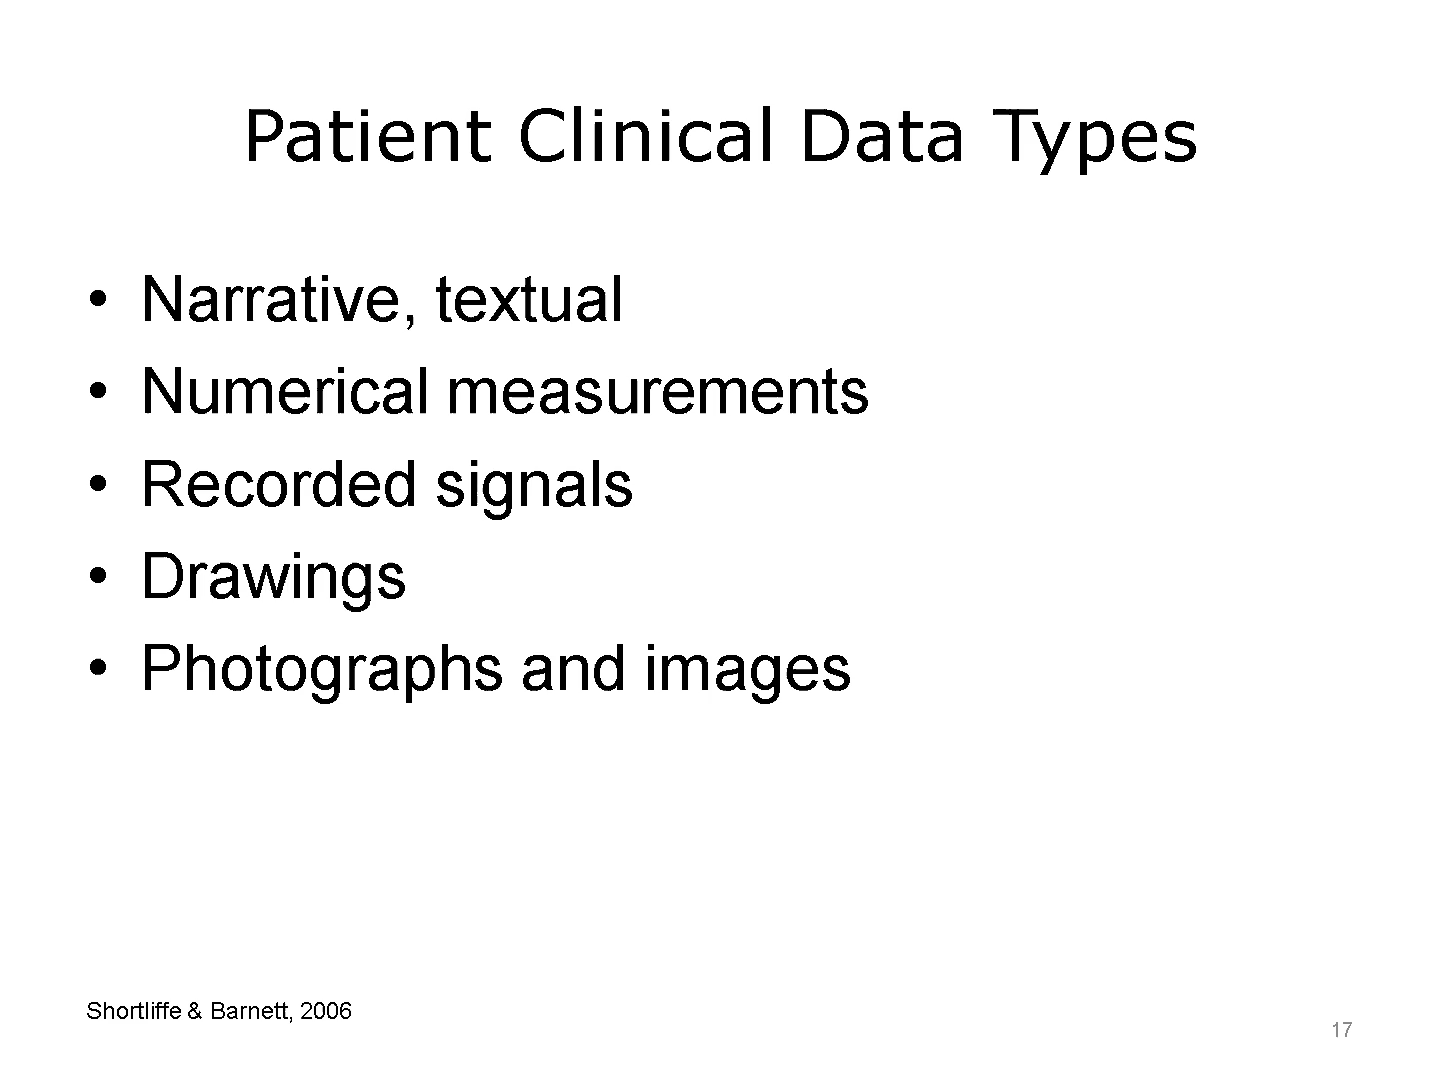 Patient Clinical Data Types
• Narrative, textual
• Numerical measurements
• Recorded signals
• Drawings
• Photographs and images
Shortliffe & Barnett, 2006
17